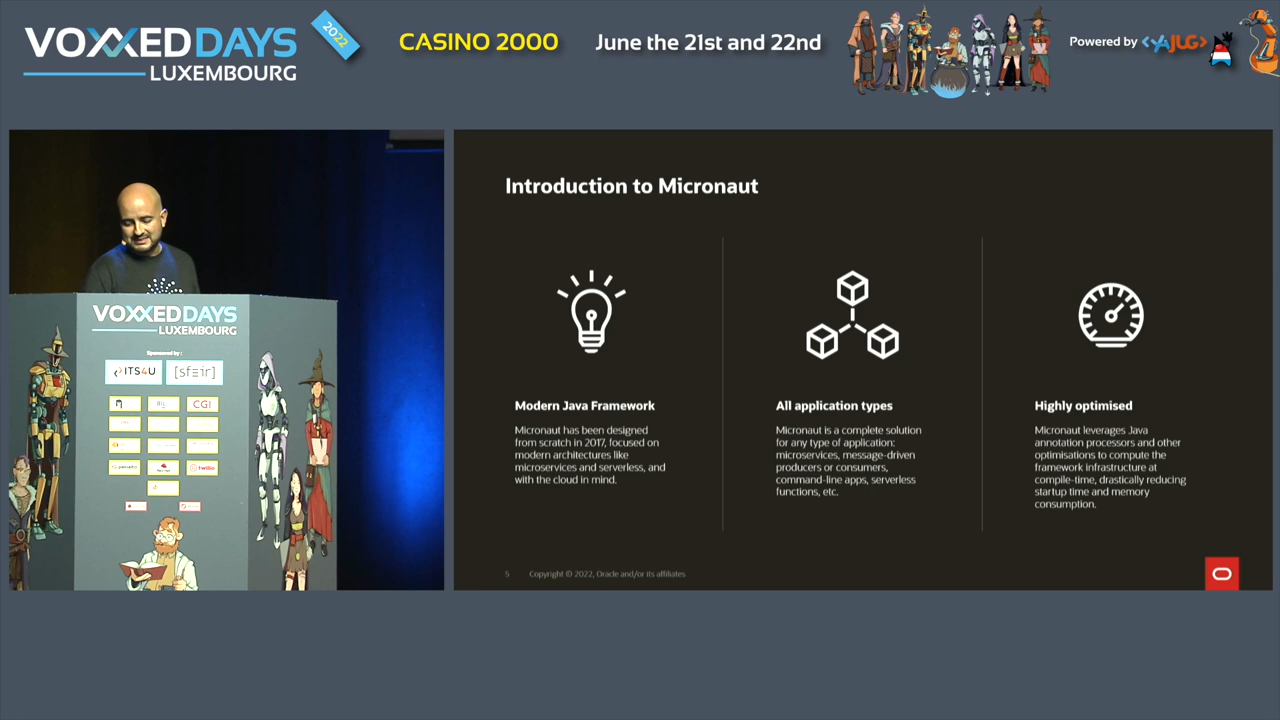 VOXXED DAYS
LUXEMBOURG
2022
CASINO 2000
June the 21st and 22nd
Powered by <YAJUG>
VOXXED DAYS
LUXEMBOURG
Sponsored by :
ITS4U
[sfeir]
CGI
twilio
Introduction to Micronaut
Modern Java Framework
Micronaut has been designed
from scratch in 2017, focused on
modern architectures like
microservices and serverless, and
with the cloud in mind.
All application types
Micronaut is a complete solution
for any type of application:
microservices, message-driven
producers or consumers,
command-line apps, serverless
functions, etc.
Highly optimised
Micronaut leverages Java
annotation processors and other
optimisations to compute the
framework infrastructure at
compile-time, drastically reducing
startup time and memory
consumption.
5 Copyright © 2022, Oracle and/or its affiliates